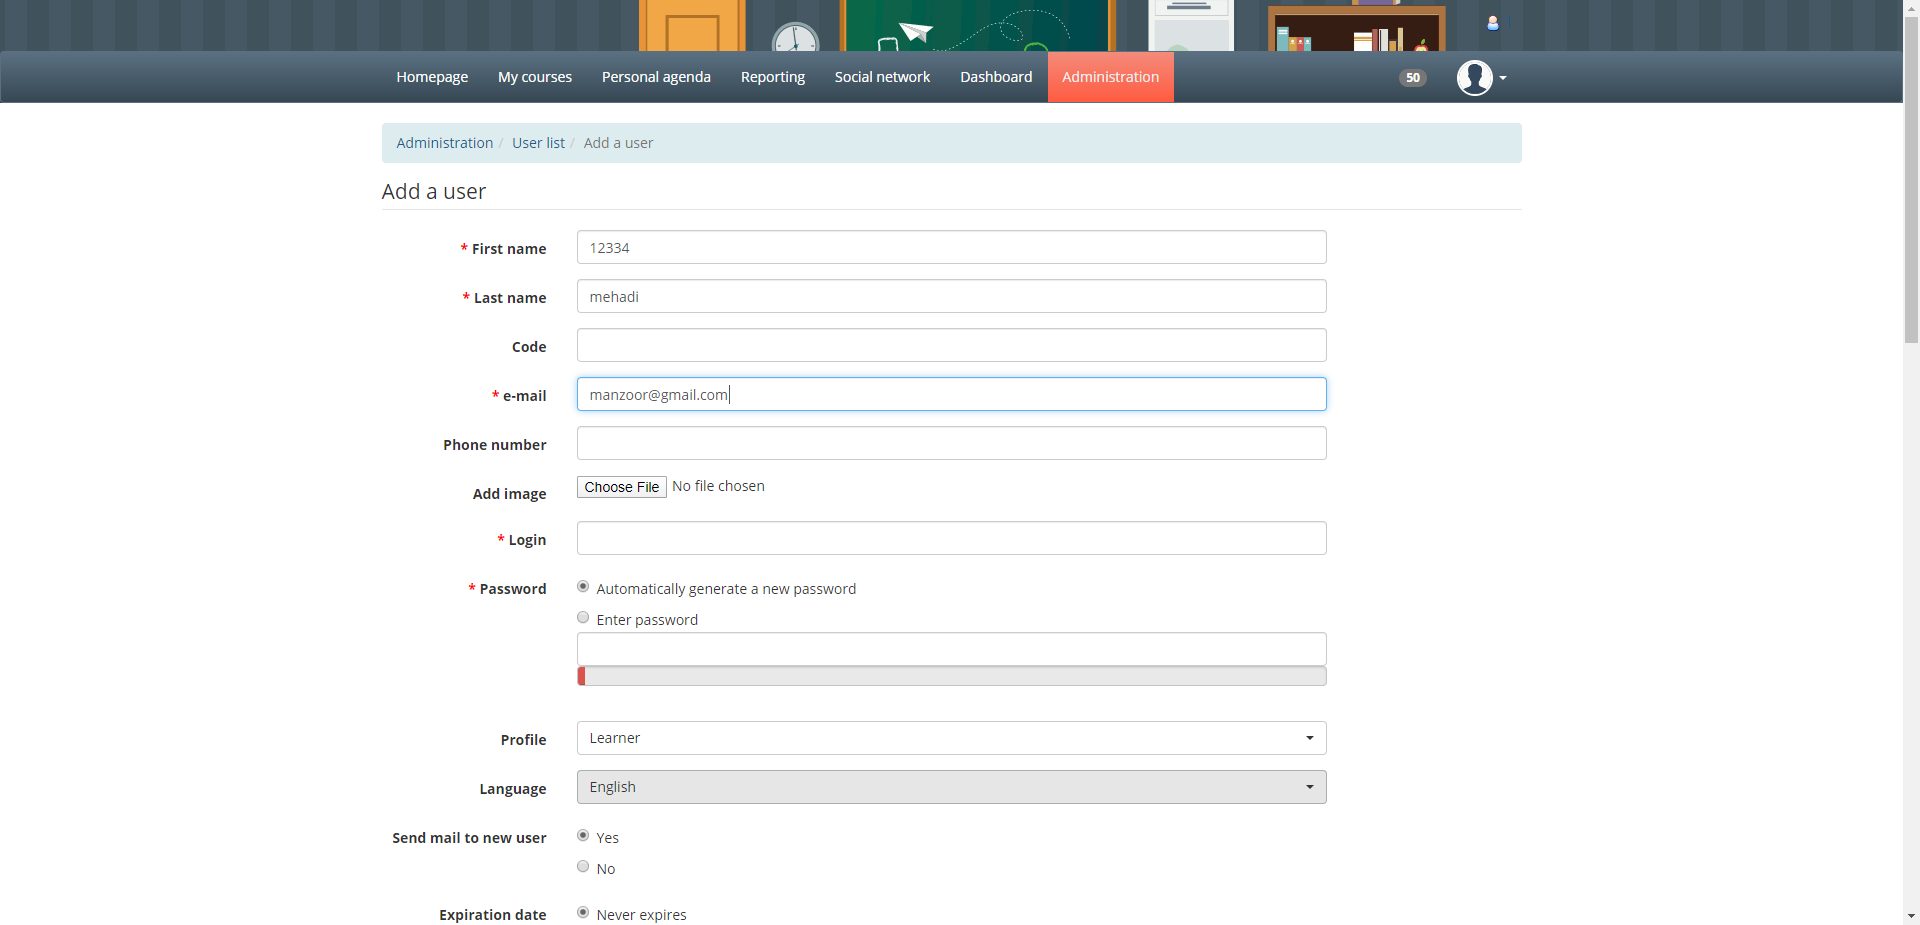 Homepage My courses Personal agenda Reporting Social network Dashboard Administration 50
Administration / User list / Add a user
Add a user
* First name 12334
* Last name mehadi
Code
* e-mail manzoor@gmail.com
Phone number
Add image Choose File No file chosen
* Login
* Password Automatically generate a new password
Enter password
Profile Learner
Language English
Send mail to new user Yes
No
Expiration date Never expires